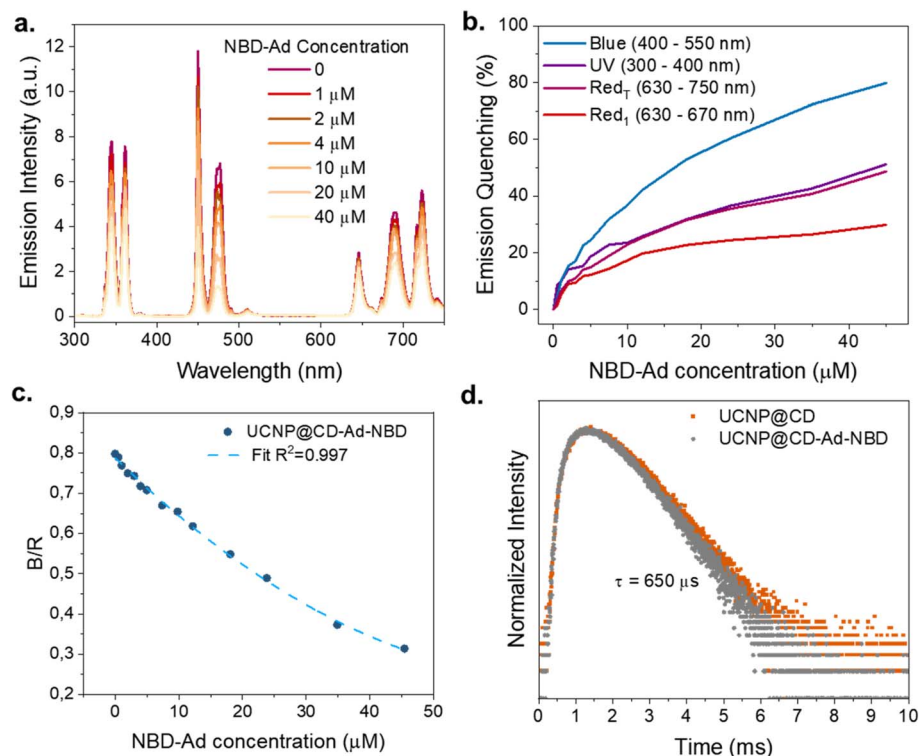 a.
NBD-Ad Concentration
0
1 μM
2 μM
4 μM
10 μM
20 μM
40 μM
12
10
8
6
4
2
0
Emission Intensity (a.u.)
300 400 500 600 700
Wavelength (nm)
b.
Blue (400 - 550 nm)
UV (300 - 400 nm)
Red_T (630 - 750 nm)
Red_1 (630 - 670 nm)
100
80
60
40
20
0
Emission Quenching (%)
0 10 20 30 40
NBD-Ad concentration (μM)
c.
UCNP@CD-Ad-NBD
Fit R²=0.997
0,9
0,8
0,7
0,6
0,5
0,4
0,3
0,2
B/R
0 10 20 30 40 50
NBD-Ad concentration (μM)
d.
UCNP@CD
UCNP@CD-Ad-NBD
τ = 650 μs
Normalized Intensity
0 1 2 3 4 5 6 7 8 9 10
Time (ms)